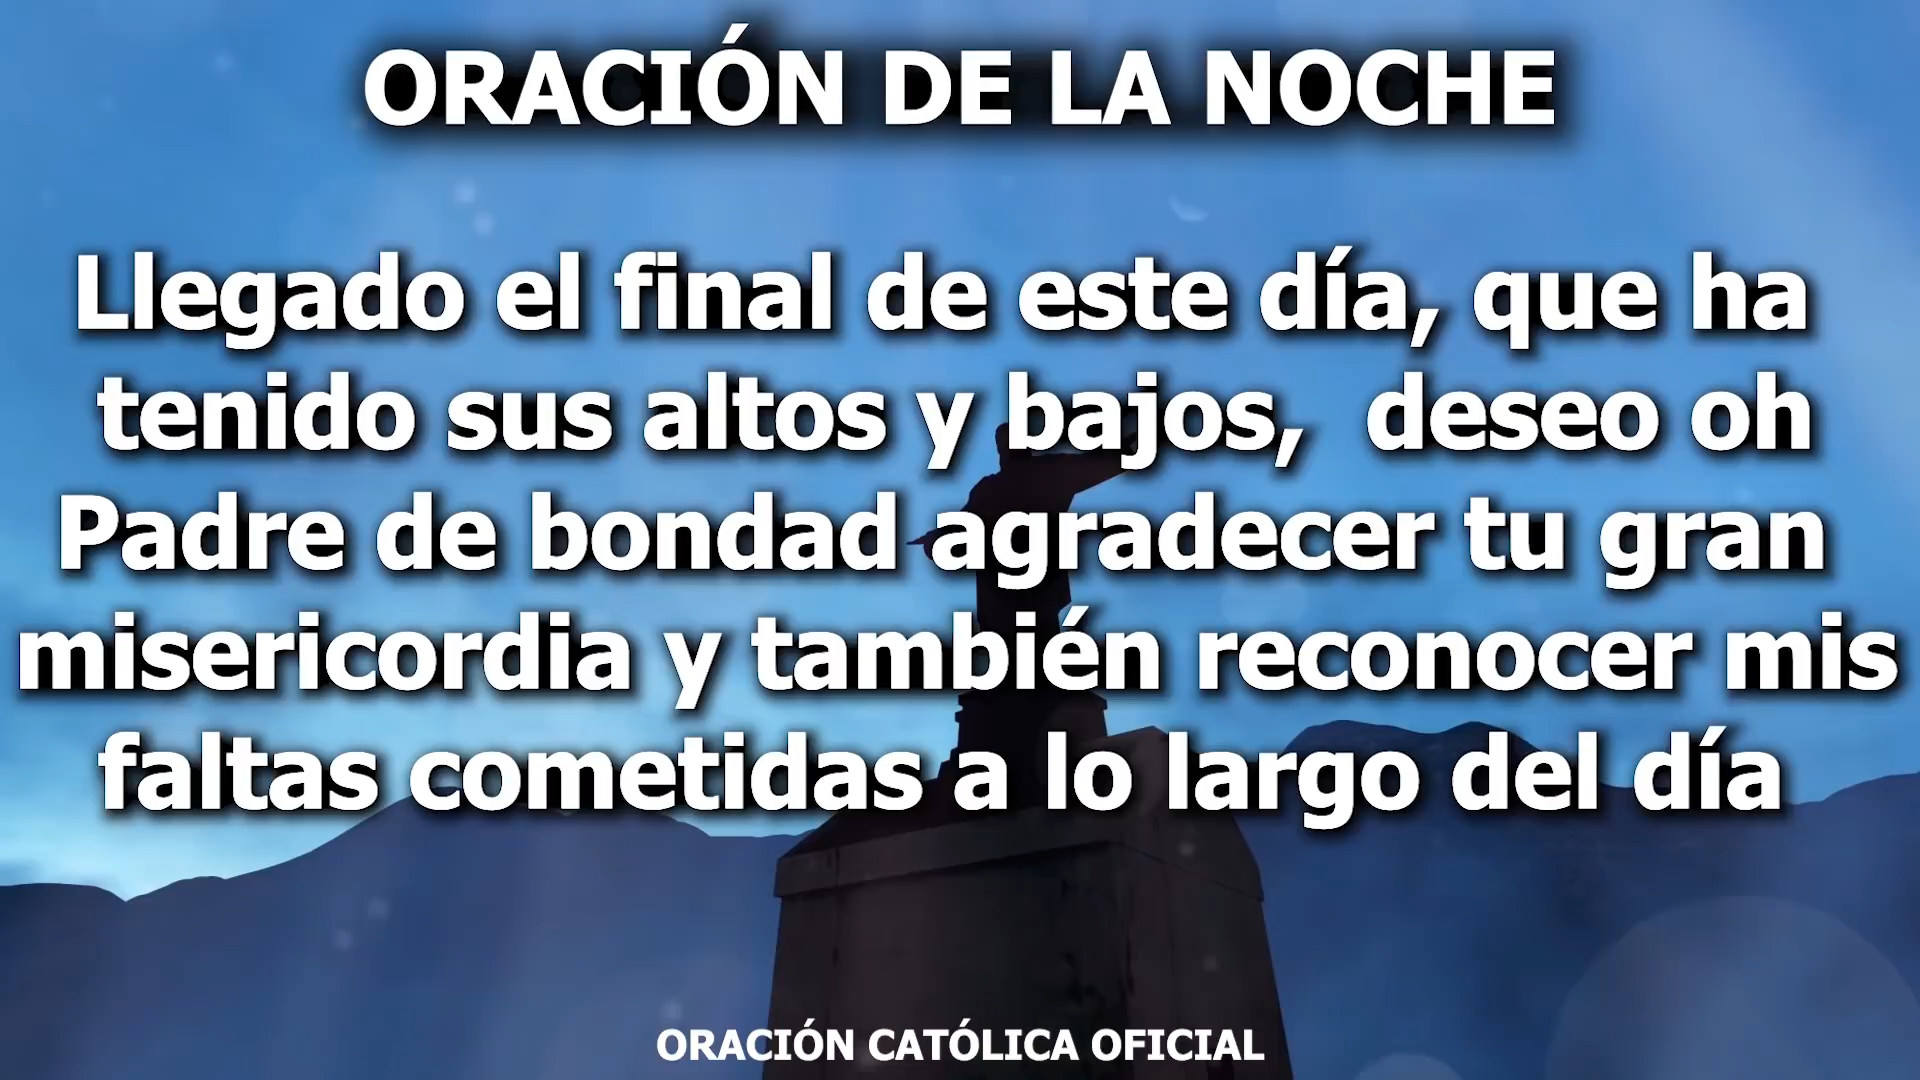 ORACIÓN DE LA NOCHE
Llegado el final de este día, que ha
tenido sus altos y bajos,  deseo oh
Padre de bondad agradecer tu gran
misericordia y también reconocer mis
faltas cometidas a lo largo del día
ORACIÓN CATÓLICA OFICIAL